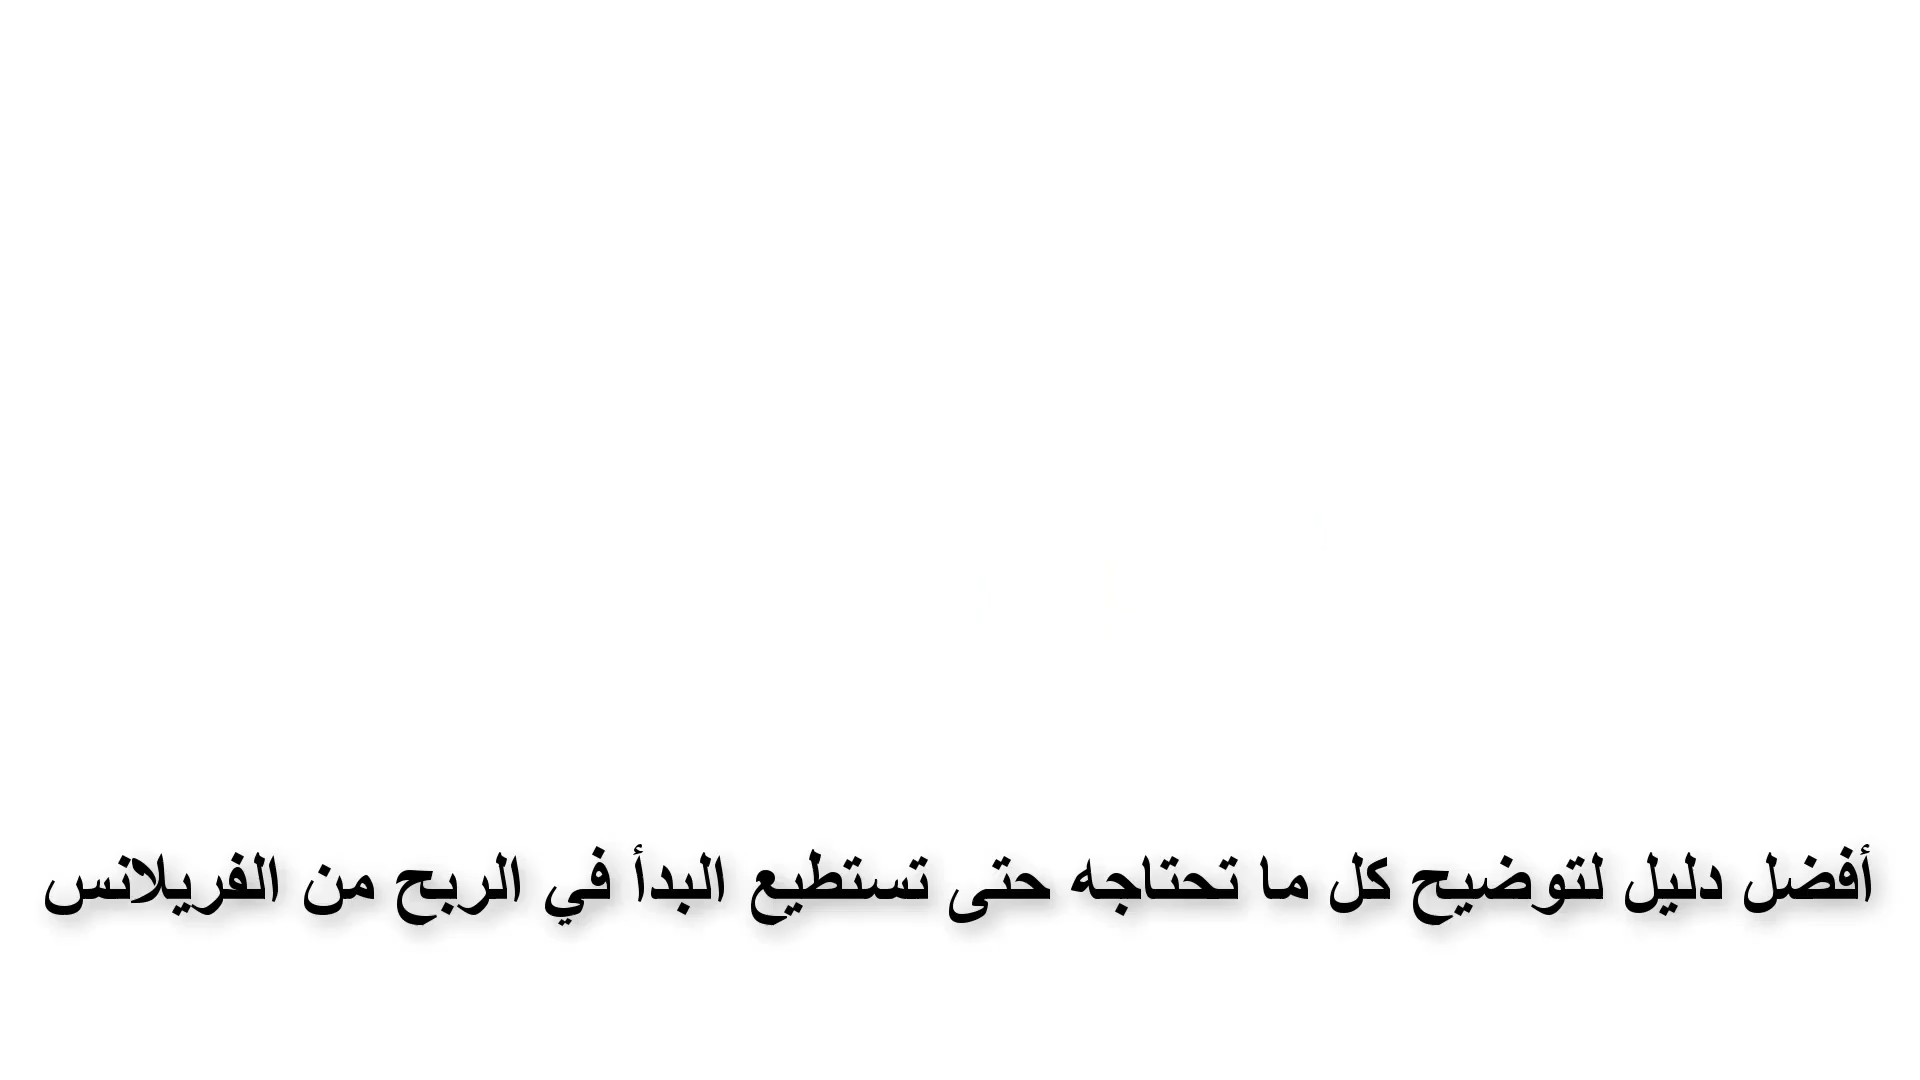 أفضل دليل لتوضيح كل ما تحتاجه حتى تستطيع البدأ في الربح من الفريلانس